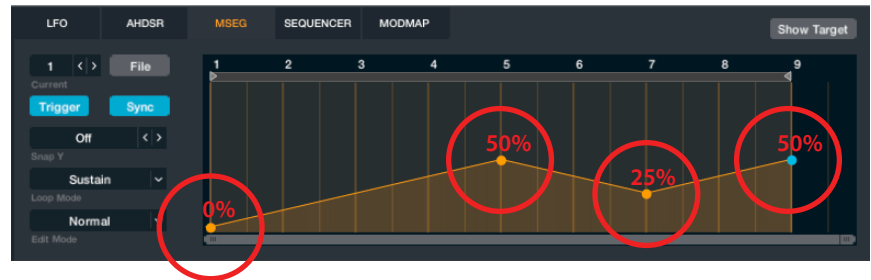 LFO AHDSR MSEG SEQUENCER MODMAP Show Target
1 < > File 1 2 3 4 5 6 7 8 9
Current
Trigger Sync
Off < >
50% 50%
Snap Y
Sustain
25%
Loop Mode
0%
Normal
Edit Mode